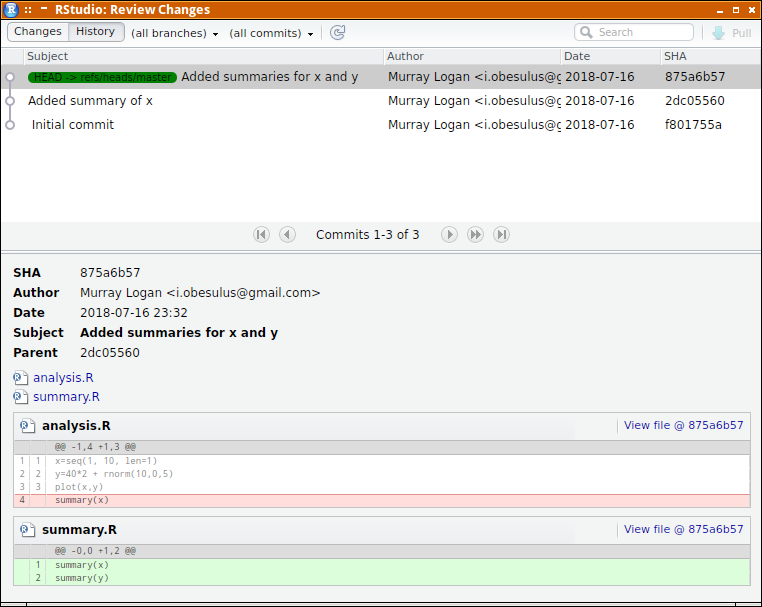 RStudio: Review Changes
Changes History (all branches) (all commits) Search Pull
Subject Author Date SHA
HEAD -> refs/heads/master Added summaries for x and y Murray Logan <i.obesulus@g 2018-07-16 875a6b57
Added summary of x Murray Logan <i.obesulus@g 2018-07-16 2dc05560
Initial commit Murray Logan <i.obesulus@g 2018-07-16 f801755a
Commits 1-3 of 3
SHA 875a6b57
Author Murray Logan <i.obesulus@gmail.com>
Date 2018-07-16 23:32
Subject Added summaries for x and y
Parent 2dc05560
analysis.R
summary.R
analysis.R View file @ 875a6b57
@@ -1,4 +1,3 @@
1 1 x=seq(1, 10, len=1)
2 2 y=40*2 + rnorm(10,0,5)
3 3 plot(x,y)
4 summary(x)
summary.R View file @ 875a6b57
@@ -0,0 +1,2 @@
1 summary(x)
2 summary(y)